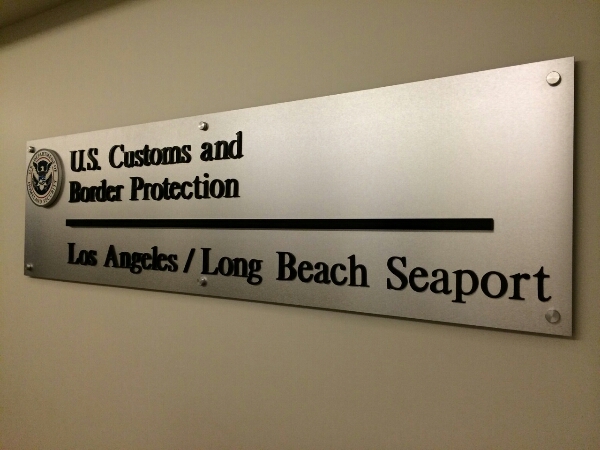 U.S. Customs and
Border Protection
Los Angeles / Long Beach Seaport